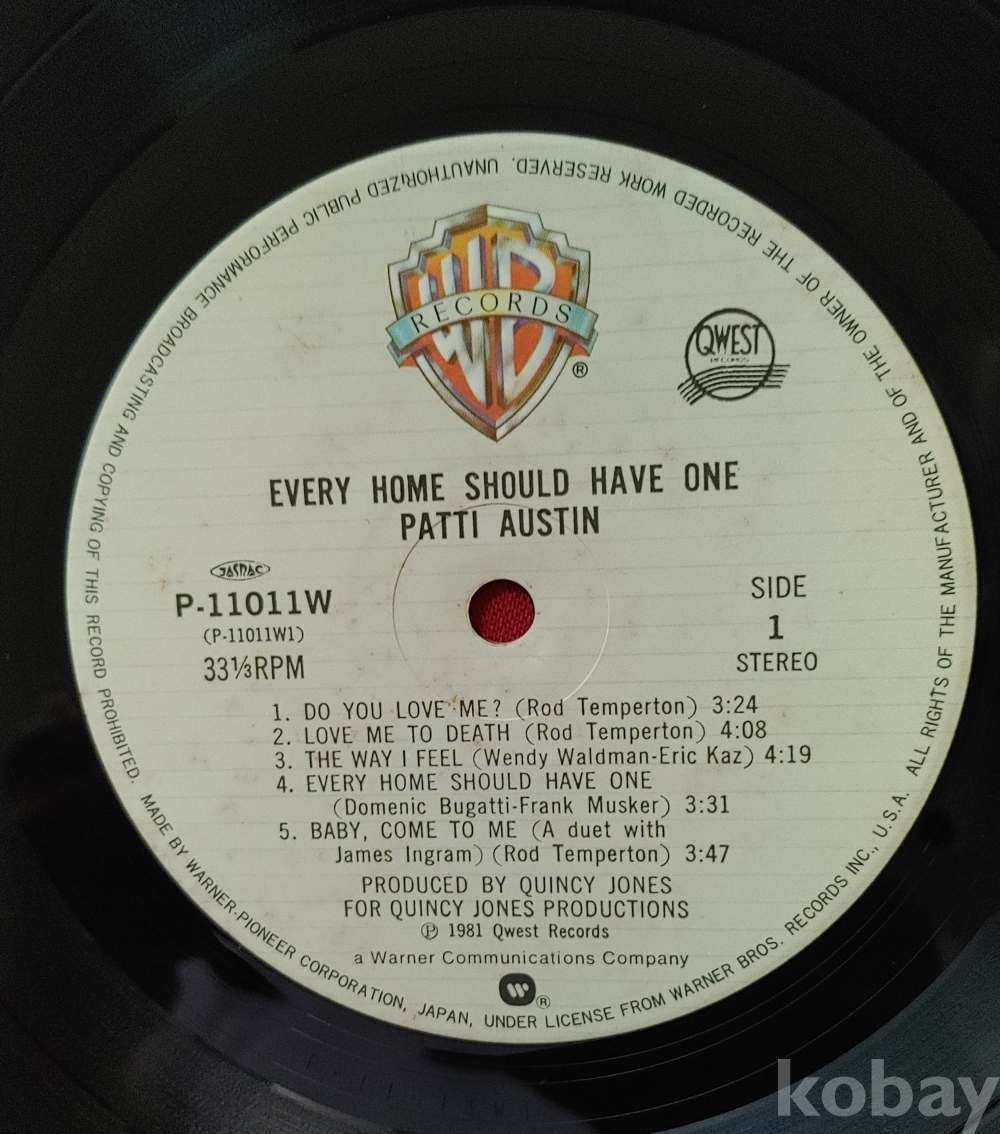 WB
RECORDS
®
QWEST
RECORDS
EVERY HOME SHOULD HAVE ONE
PATTI AUSTIN
JASRAC
P-11011W
(P-11011W1)
33⅓RPM
SIDE
1
STEREO
1. DO YOU LOVE ME? (Rod Temperton) 3:24
2. LOVE ME TO DEATH (Rod Temperton) 4:08
3. THE WAY I FEEL (Wendy Waldman-Eric Kaz) 4:19
4. EVERY HOME SHOULD HAVE ONE
(Domenic Bugatti-Frank Musker) 3:31
5. BABY, COME TO ME (A duet with
James Ingram) (Rod Temperton) 3:47
PRODUCED BY QUINCY JONES
FOR QUINCY JONES PRODUCTIONS
Ⓟ 1981 Qwest Records
a Warner Communications Company
W ®
MADE BY WARNER-PIONEER CORPORATION, JAPAN, UNDER LICENSE FROM WARNER BROS. RECORDS INC., U.S.A. ALL RIGHTS OF THE MANUFACTURER AND OF THE OWNER OF THE RECORDED WORK RESERVED. UNAUTHORIZED PUBLIC PERFORMANCE BROADCASTING AND COPYING OF THIS RECORD PROHIBITED.
kobay